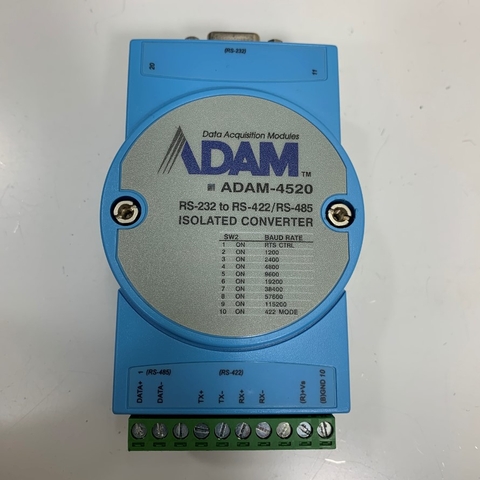 (RS-232)
20
11
Data Acquisition Modules
ADAM TM
ADAM-4520
RS-232 to RS-422/RS-485
ISOLATED CONVERTER
SW2 BAUD RATE
1 ON RTS CTRL
2 ON 1200
3 ON 2400
4 ON 4800
5 ON 9600
6 ON 19200
7 ON 38400
8 ON 57600
9 ON 115200
10 ON 422 MODE
1 (RS-485) (RS-422) 10
DATA+ DATA- TX+ TX- RX+ RX- (R)+Vs (B)GND